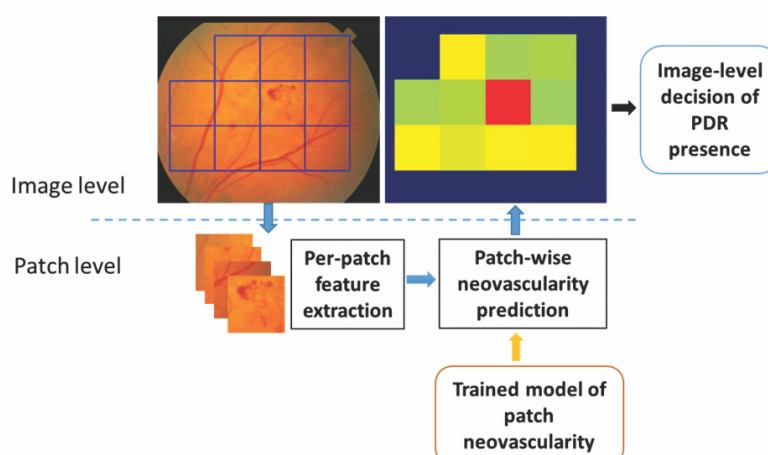 Image-level
decision of
PDR
presence
Image level
Patch level
Per-patch
feature
extraction
Patch-wise
neovascularity
prediction
Trained model of
patch
neovascularity